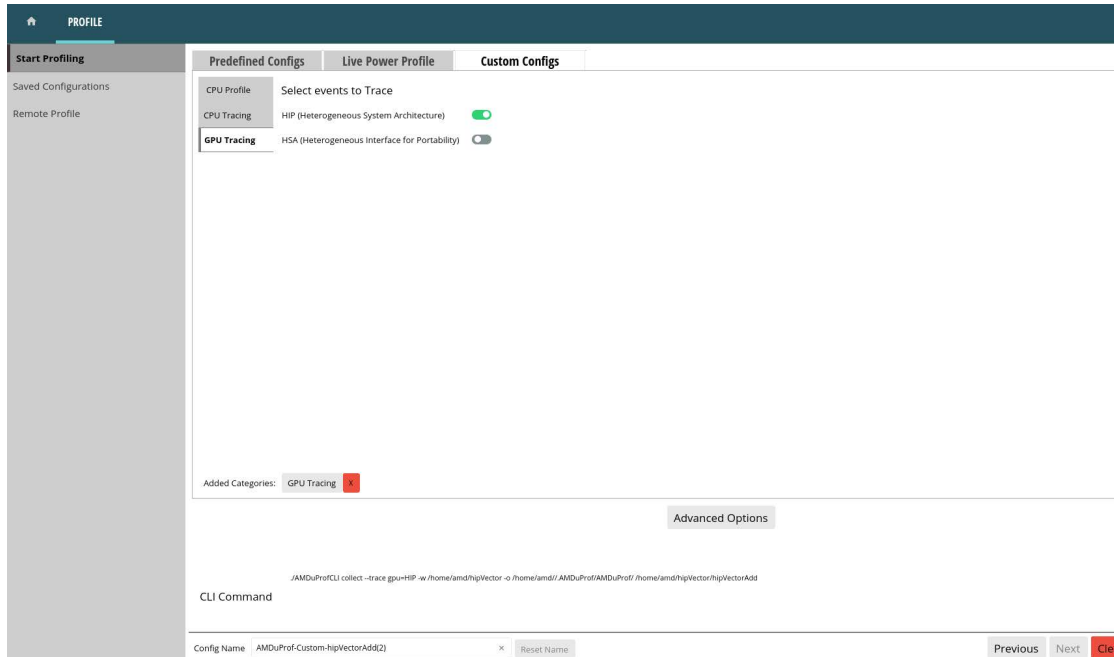 PROFILE
Start Profiling
Saved Configurations
Remote Profile
Predefined Configs
Live Power Profile
Custom Configs
CPU Profile
CPU Tracing
GPU Tracing
Select events to Trace
HIP (Heterogeneous System Architecture)
HSA (Heterogeneous Interface for Portability)
Added Categories:
GPU Tracing
X
Advanced Options
./AMDuProfCLI collect --trace gpu=HIP -w /home/amd/hipVector -o /home/amd//.AMDuProf/AMDuProf/ /home/amd/hipVector/hipVectorAdd
CLI Command
Config Name
AMDuProf-Custom-hipVectorAdd(2)
×
Reset Name
Previous
Next
Cle